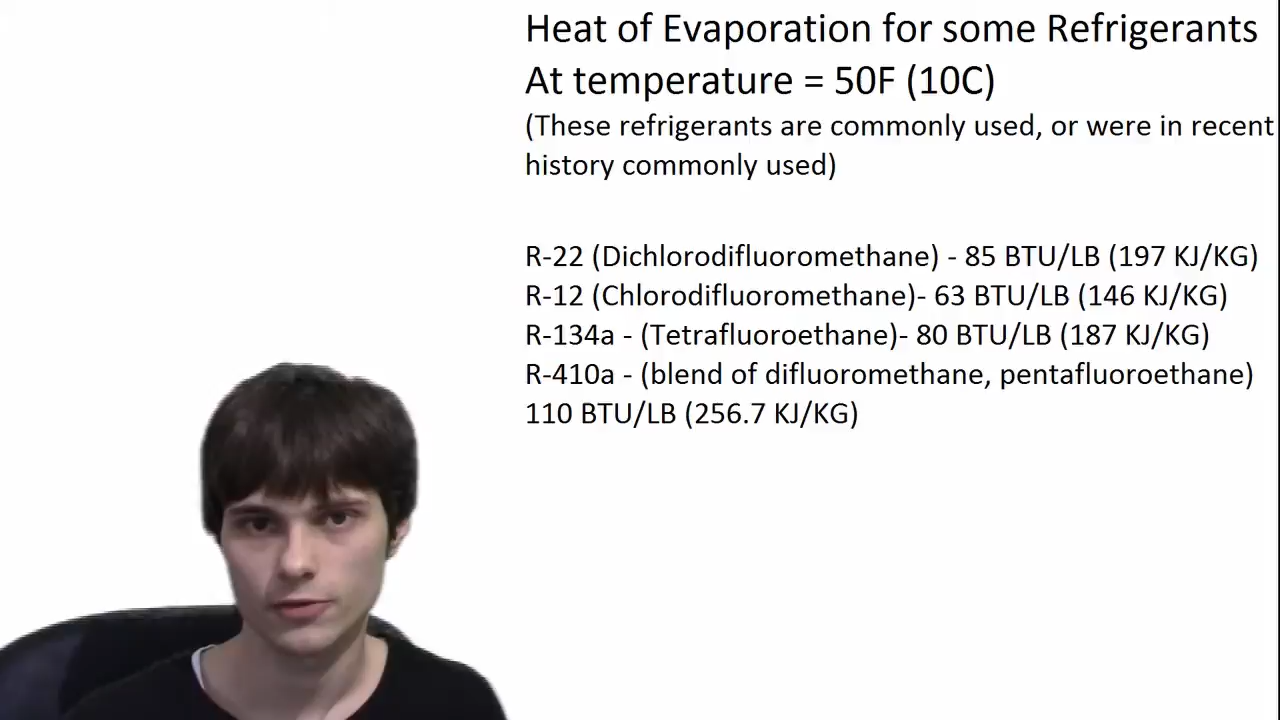 Heat of Evaporation for some Refrigerants
At temperature = 50F (10C)
(These refrigerants are commonly used, or were in recent
history commonly used)
R-22 (Dichlorodifluoromethane) - 85 BTU/LB (197 KJ/KG)
R-12 (Chlorodifluoromethane)- 63 BTU/LB (146 KJ/KG)
R-134a - (Tetrafluoroethane)- 80 BTU/LB (187 KJ/KG)
R-410a - (blend of difluoromethane, pentafluoroethane)
110 BTU/LB (256.7 KJ/KG)